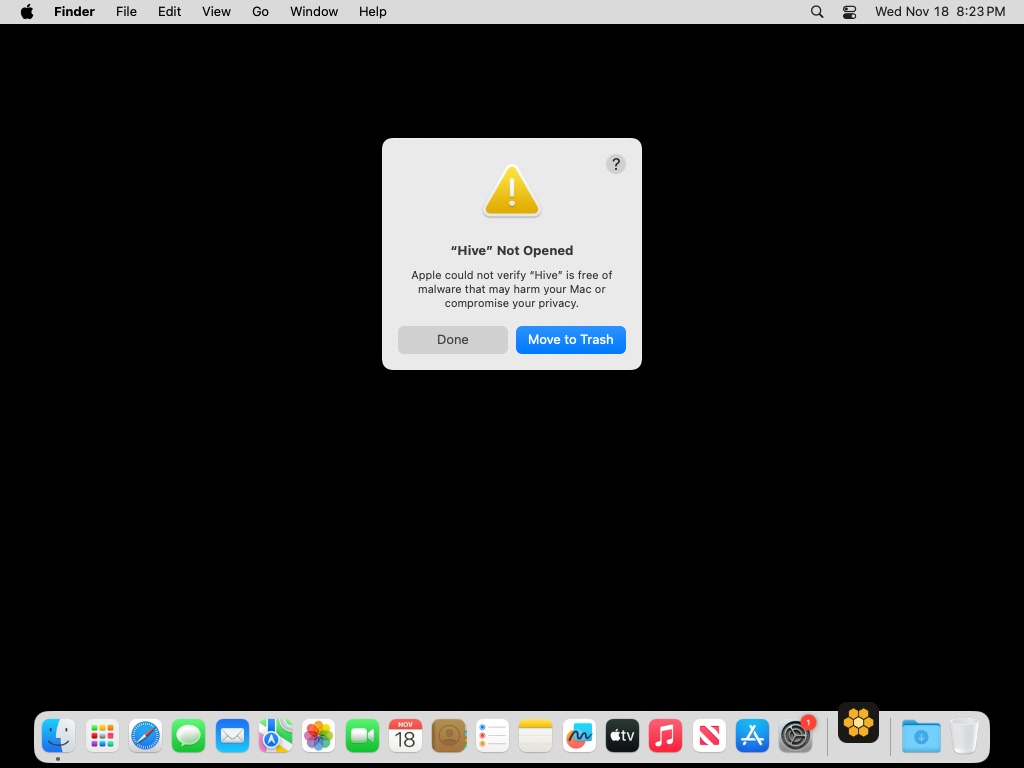 Finder File Edit View Go Window Help Wed Nov 18 8:23 PM
?
“Hive” Not Opened
Apple could not verify “Hive” is free of
malware that may harm your Mac or
compromise your privacy.
Done Move to Trash
NOV
18
tv
1